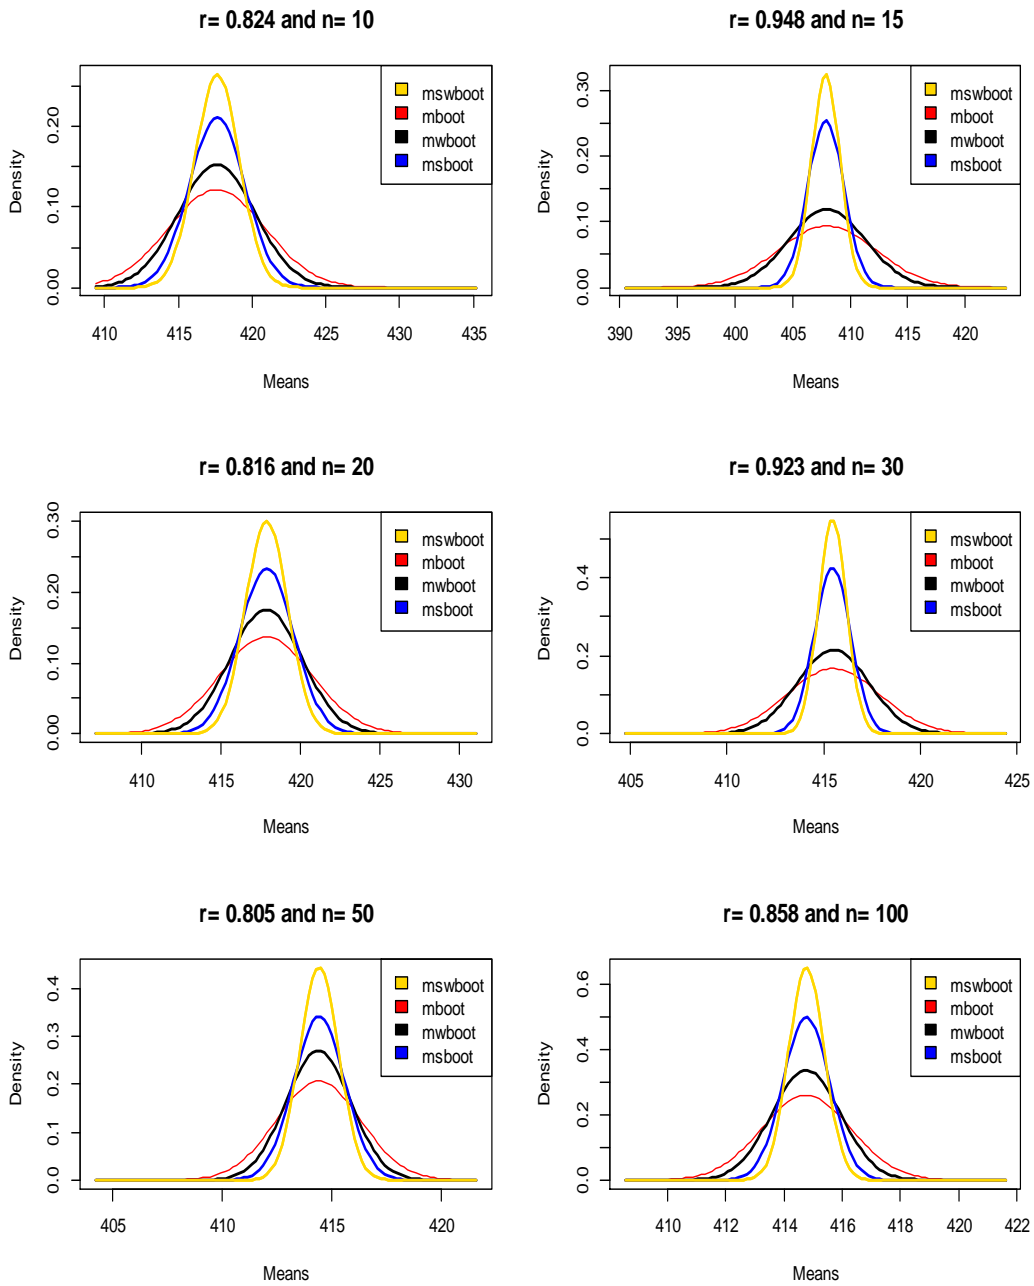 r= 0.824 and n= 10
mswboot
mboot
mwboot
msboot
Density
0.00 0.10 0.20
410 415 420 425 430 435
Means
r= 0.948 and n= 15
mswboot
mboot
mwboot
msboot
Density
0.00 0.10 0.20 0.30
390 395 400 405 410 415 420
Means
r= 0.816 and n= 20
mswboot
mboot
mwboot
msboot
Density
0.00 0.10 0.20 0.30
410 415 420 425 430
Means
r= 0.923 and n= 30
mswboot
mboot
mwboot
msboot
Density
0.0 0.2 0.4
405 410 415 420 425
Means
r= 0.805 and n= 50
mswboot
mboot
mwboot
msboot
Density
0.0 0.1 0.2 0.3 0.4
405 410 415 420
Means
r= 0.858 and n= 100
mswboot
mboot
mwboot
msboot
Density
0.0 0.2 0.4 0.6
410 412 414 416 418 420 422
Means